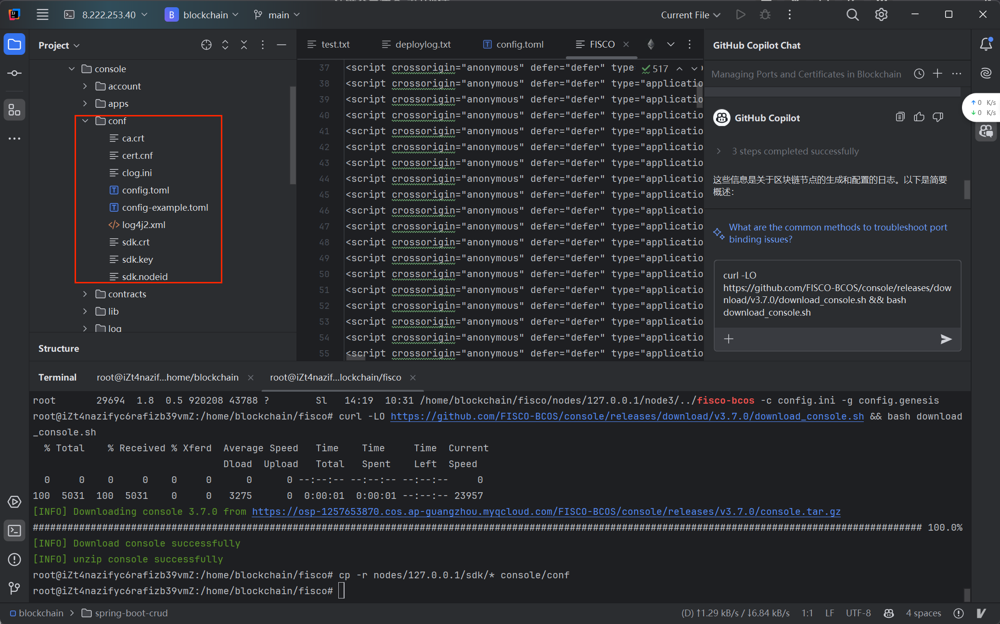 8.222.253.40
B blockchain
main
Current File
Project
console
account
apps
conf
ca.crt
cert.cnf
clog.ini
config.toml
config-example.toml
log4j2.xml
sdk.crt
sdk.key
sdk.nodeid
contracts
lib
log
Structure
test.txt
deploylog.txt
config.toml
FISCO
517
37 <script crossorigin="anonymous" defer="defer" type
38 <script crossorigin="anonymous" defer="defer" type="applicatio
39 <script crossorigin="anonymous" defer="defer" type="applicatio
40 <script crossorigin="anonymous" defer="defer" type="applicatio
41 <script crossorigin="anonymous" defer="defer" type="applicatio
42 <script crossorigin="anonymous" defer="defer" type="applicatio
43 <script crossorigin="anonymous" defer="defer" type="applicatio
44 <script crossorigin="anonymous" defer="defer" type="applicatio
45 <script crossorigin="anonymous" defer="defer" type="applicatio
46 <script crossorigin="anonymous" defer="defer" type="applicatio
47 <script crossorigin="anonymous" defer="defer" type="applicatio
48 <script crossorigin="anonymous" defer="defer" type="applicatio
49 <script crossorigin="anonymous" defer="defer" type="applicatio
50 <script crossorigin="anonymous" defer="defer" type="applicatio
51 <script crossorigin="anonymous" defer="defer" type="applicatio
52 <script crossorigin="anonymous" defer="defer" type="applicatio
53 <script crossorigin="anonymous" defer="defer" type="applicatio
54 <script crossorigin="anonymous" defer="defer" type="applicatio
55 <script crossorigin="anonymous" defer="defer" type="applicatio
GitHub Copilot Chat
Managing Ports and Certificates in Blockchain
↑ 0 K/s
↓ 0 K/s
GitHub Copilot
3 steps completed successfully
这些信息是关于区块链节点的生成和配置的日志。以下是简要
概述：
What are the common methods to troubleshoot port
binding issues?
curl -LO
https://github.com/FISCO-BCOS/console/releases/dow
nload/v3.7.0/download_console.sh && bash
download_console.sh
Terminal
root@iZt4nazif...home/blockchain
root@iZt4nazif...lockchain/fisco
root 29694 1.8 0.5 920208 43788 ? Sl 14:19 10:31 /home/blockchain/fisco/nodes/127.0.0.1/node3/../fisco-bcos -c config.ini -g config.genesis
root@iZt4nazifyc6rafizb39vmZ:/home/blockchain/fisco# curl -LO https://github.com/FISCO-BCOS/console/releases/download/v3.7.0/download_console.sh && bash download
_console.sh
% Total % Received % Xferd Average Speed Time Time Time Current
Dload Upload Total Spent Left Speed
0 0 0 0 0 0 0 0 --:--:-- --:--:-- --:--:-- 0
100 5031 100 5031 0 0 3275 0 0:00:01 0:00:01 --:--:-- 23957
[INFO] Downloading console 3.7.0 from https://osp-1257653870.cos.ap-guangzhou.myqcloud.com/FISCO-BCOS/console/releases/v3.7.0/console.tar.gz
########################################################################################################################################################## 100.0%
[INFO] Download console successfully
[INFO] unzip console successfully
root@iZt4nazifyc6rafizb39vmZ:/home/blockchain/fisco# cp -r nodes/127.0.0.1/sdk/* console/conf
root@iZt4nazifyc6rafizb39vmZ:/home/blockchain/fisco#
blockchain
spring-boot-crud
(D) ↑1.29 kB/s / ↓6.84 kB/s
1:1
LF
UTF-8
4 spaces